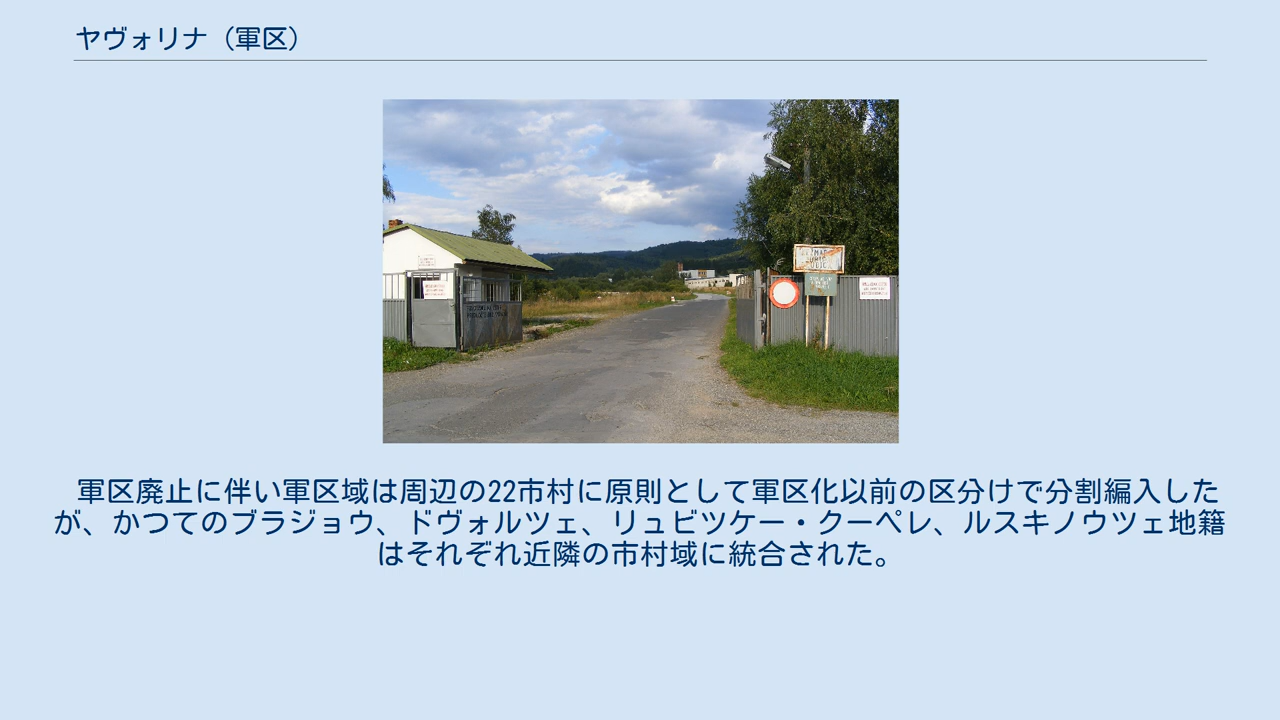 ヤヴォリナ（軍区）
軍区廃止に伴い軍区域は周辺の22市村に原則として軍区化以前の区分けで分割編入した
が、かつてのブラジョウ、ドヴォルツェ、リュビツケー・クーペレ、ルスキノウツェ地籍
はそれぞれ近隣の市村域に統合された。